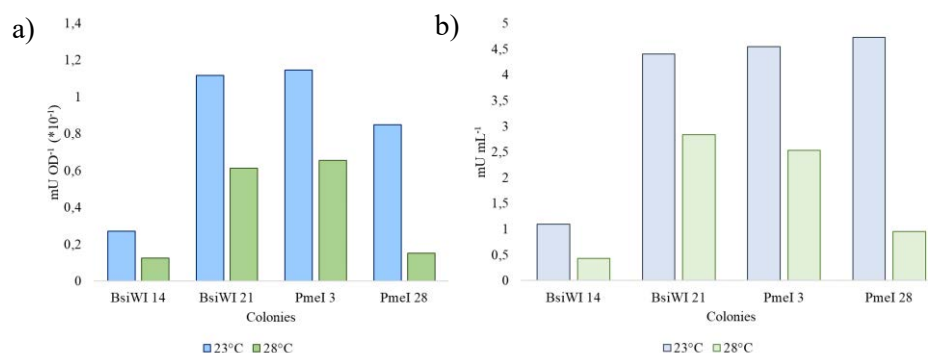 a)
1,4
1,2
1
0,8
0,6
0,4
0,2
0
mU OD⁻¹ (*10⁻¹)
BsiWI 14 BsiWI 21 PmeI 3 PmeI 28
Colonies
23°C 28°C
b)
5
4,5
4
3,5
3
2,5
2
1,5
1
0,5
0
mU mL⁻¹
BsiWI 14 BsiWI 21 PmeI 3 PmeI 28
Colonies
23°C 28°C